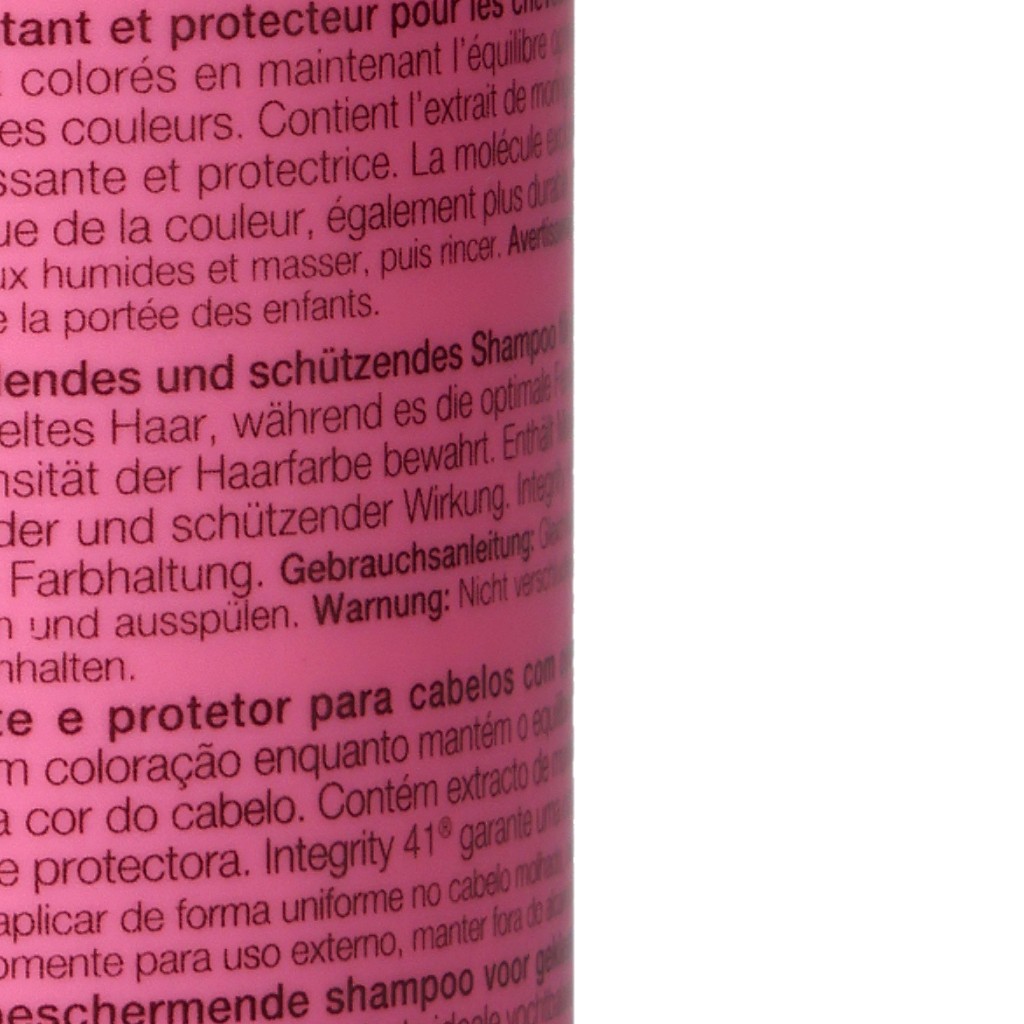 tant et protecteur pour les
colorés en maintenant l'équilibre
es couleurs. Contient l'extrait de
ssante et protectrice. La molécule
ue de la couleur, également plus
ux humides et masser, puis rincer.
e la portée des enfants.
lendes und schützendes Shampoo
eltes Haar, während es die optimale
nsität der Haarfarbe bewahrt. Enthält
der und schützender Wirkung.
Farbhaltung. Gebrauchsanleitung:
n und ausspülen. Warnung: Nicht
nhalten.
te e protetor para cabelos com
m coloração enquanto mantém o
a cor do cabelo. Contém extracto de
e protectora. Integrity 41® garante
aplicar de forma uniforme no cabelo
omente para uso externo, manter fora do
eschermende shampoo voor
ideale